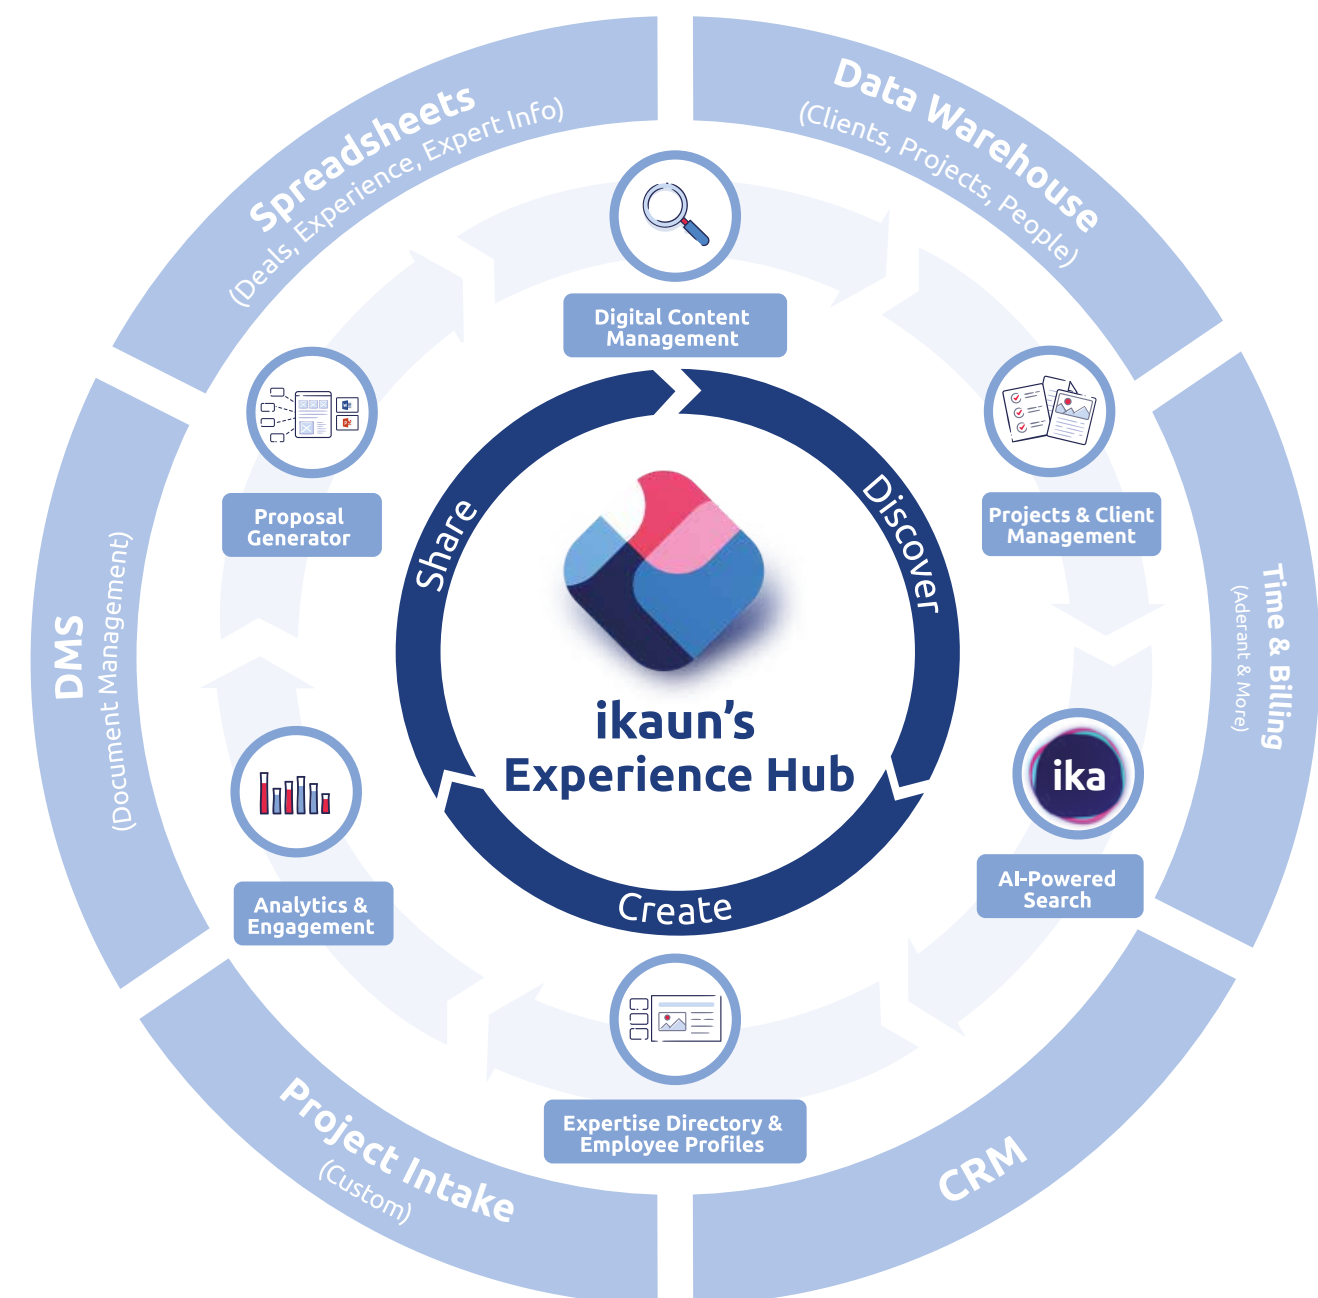 Spreadsheets
(Deals, Experience, Expert Info)
Data Warehouse
(Clients, Projects, People)
Time & Billing
(Aderant & More)
CRM
Project Intake
(Custom)
DMS
(Document Management)
Digital Content
Management
Projects & Client
Management
ika
AI-Powered
Search
Expertise Directory &
Employee Profiles
Analytics &
Engagement
Proposal
Generator
Share
Discover
Create
ikaun’s
Experience Hub